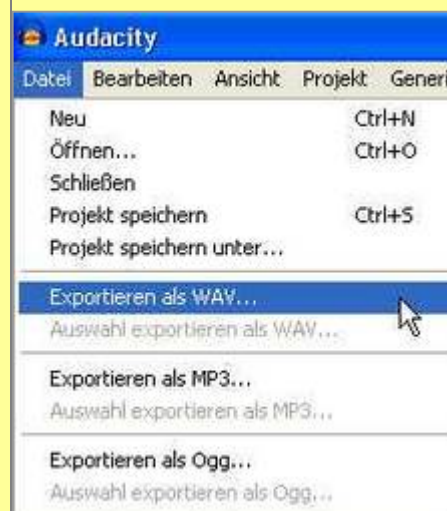 Audacity
Datei Bearbeiten Ansicht Projekt
Neu Ctrl+N
Öffnen... Ctrl+O
Schließen
Projekt speichern Ctrl+S
Projekt speichern unter...
Exportieren als WAV...
Auswahl exportieren als WAV...
Exportieren als MP3...
Auswahl exportieren als MP3...
Exportieren als Ogg...
Auswahl exportieren als Ogg...